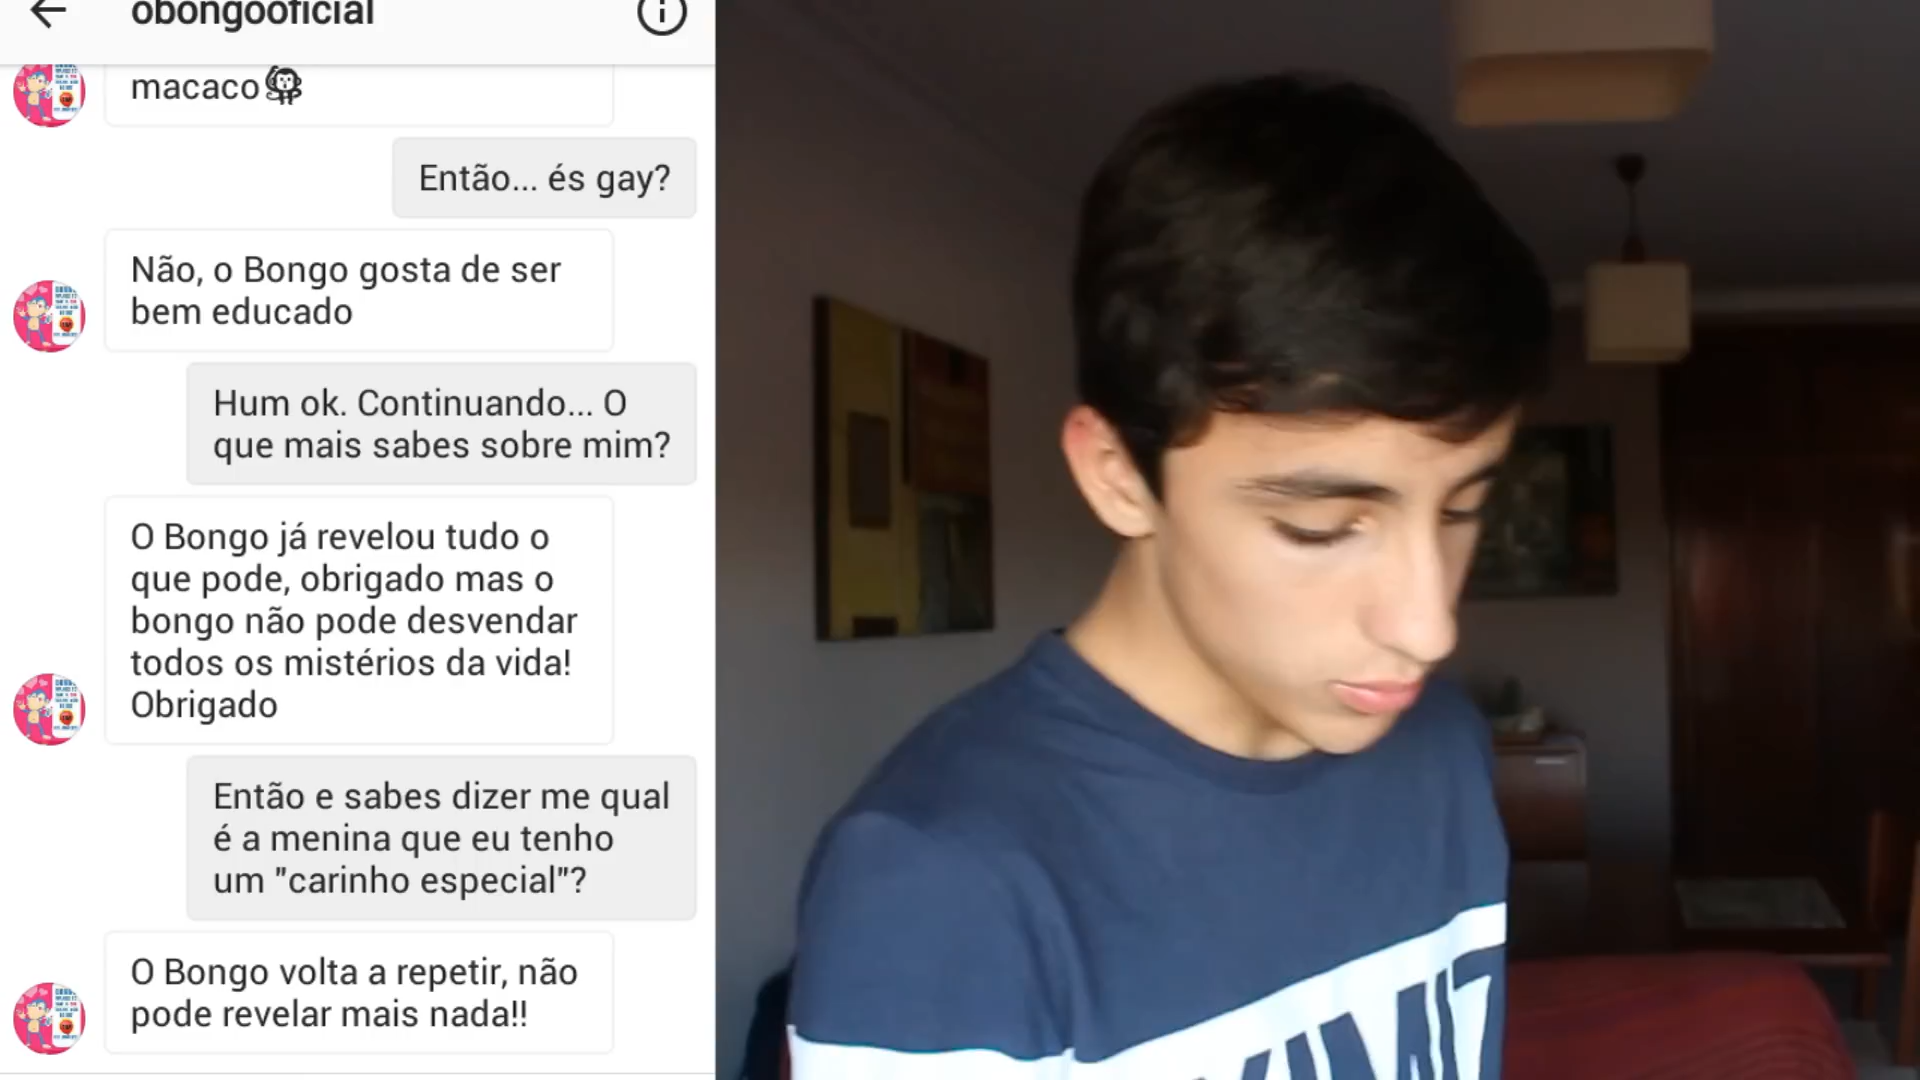 obongooficial
macaco🐒
Então... és gay?
Não, o Bongo gosta de ser
bem educado
Hum ok. Continuando... O
que mais sabes sobre mim?
O Bongo já revelou tudo o
que pode, obrigado mas o
bongo não pode desvendar
todos os mistérios da vida!
Obrigado
Então e sabes dizer me qual
é a menina que eu tenho
um "carinho especial"?
O Bongo volta a repetir, não
pode revelar mais nada!!